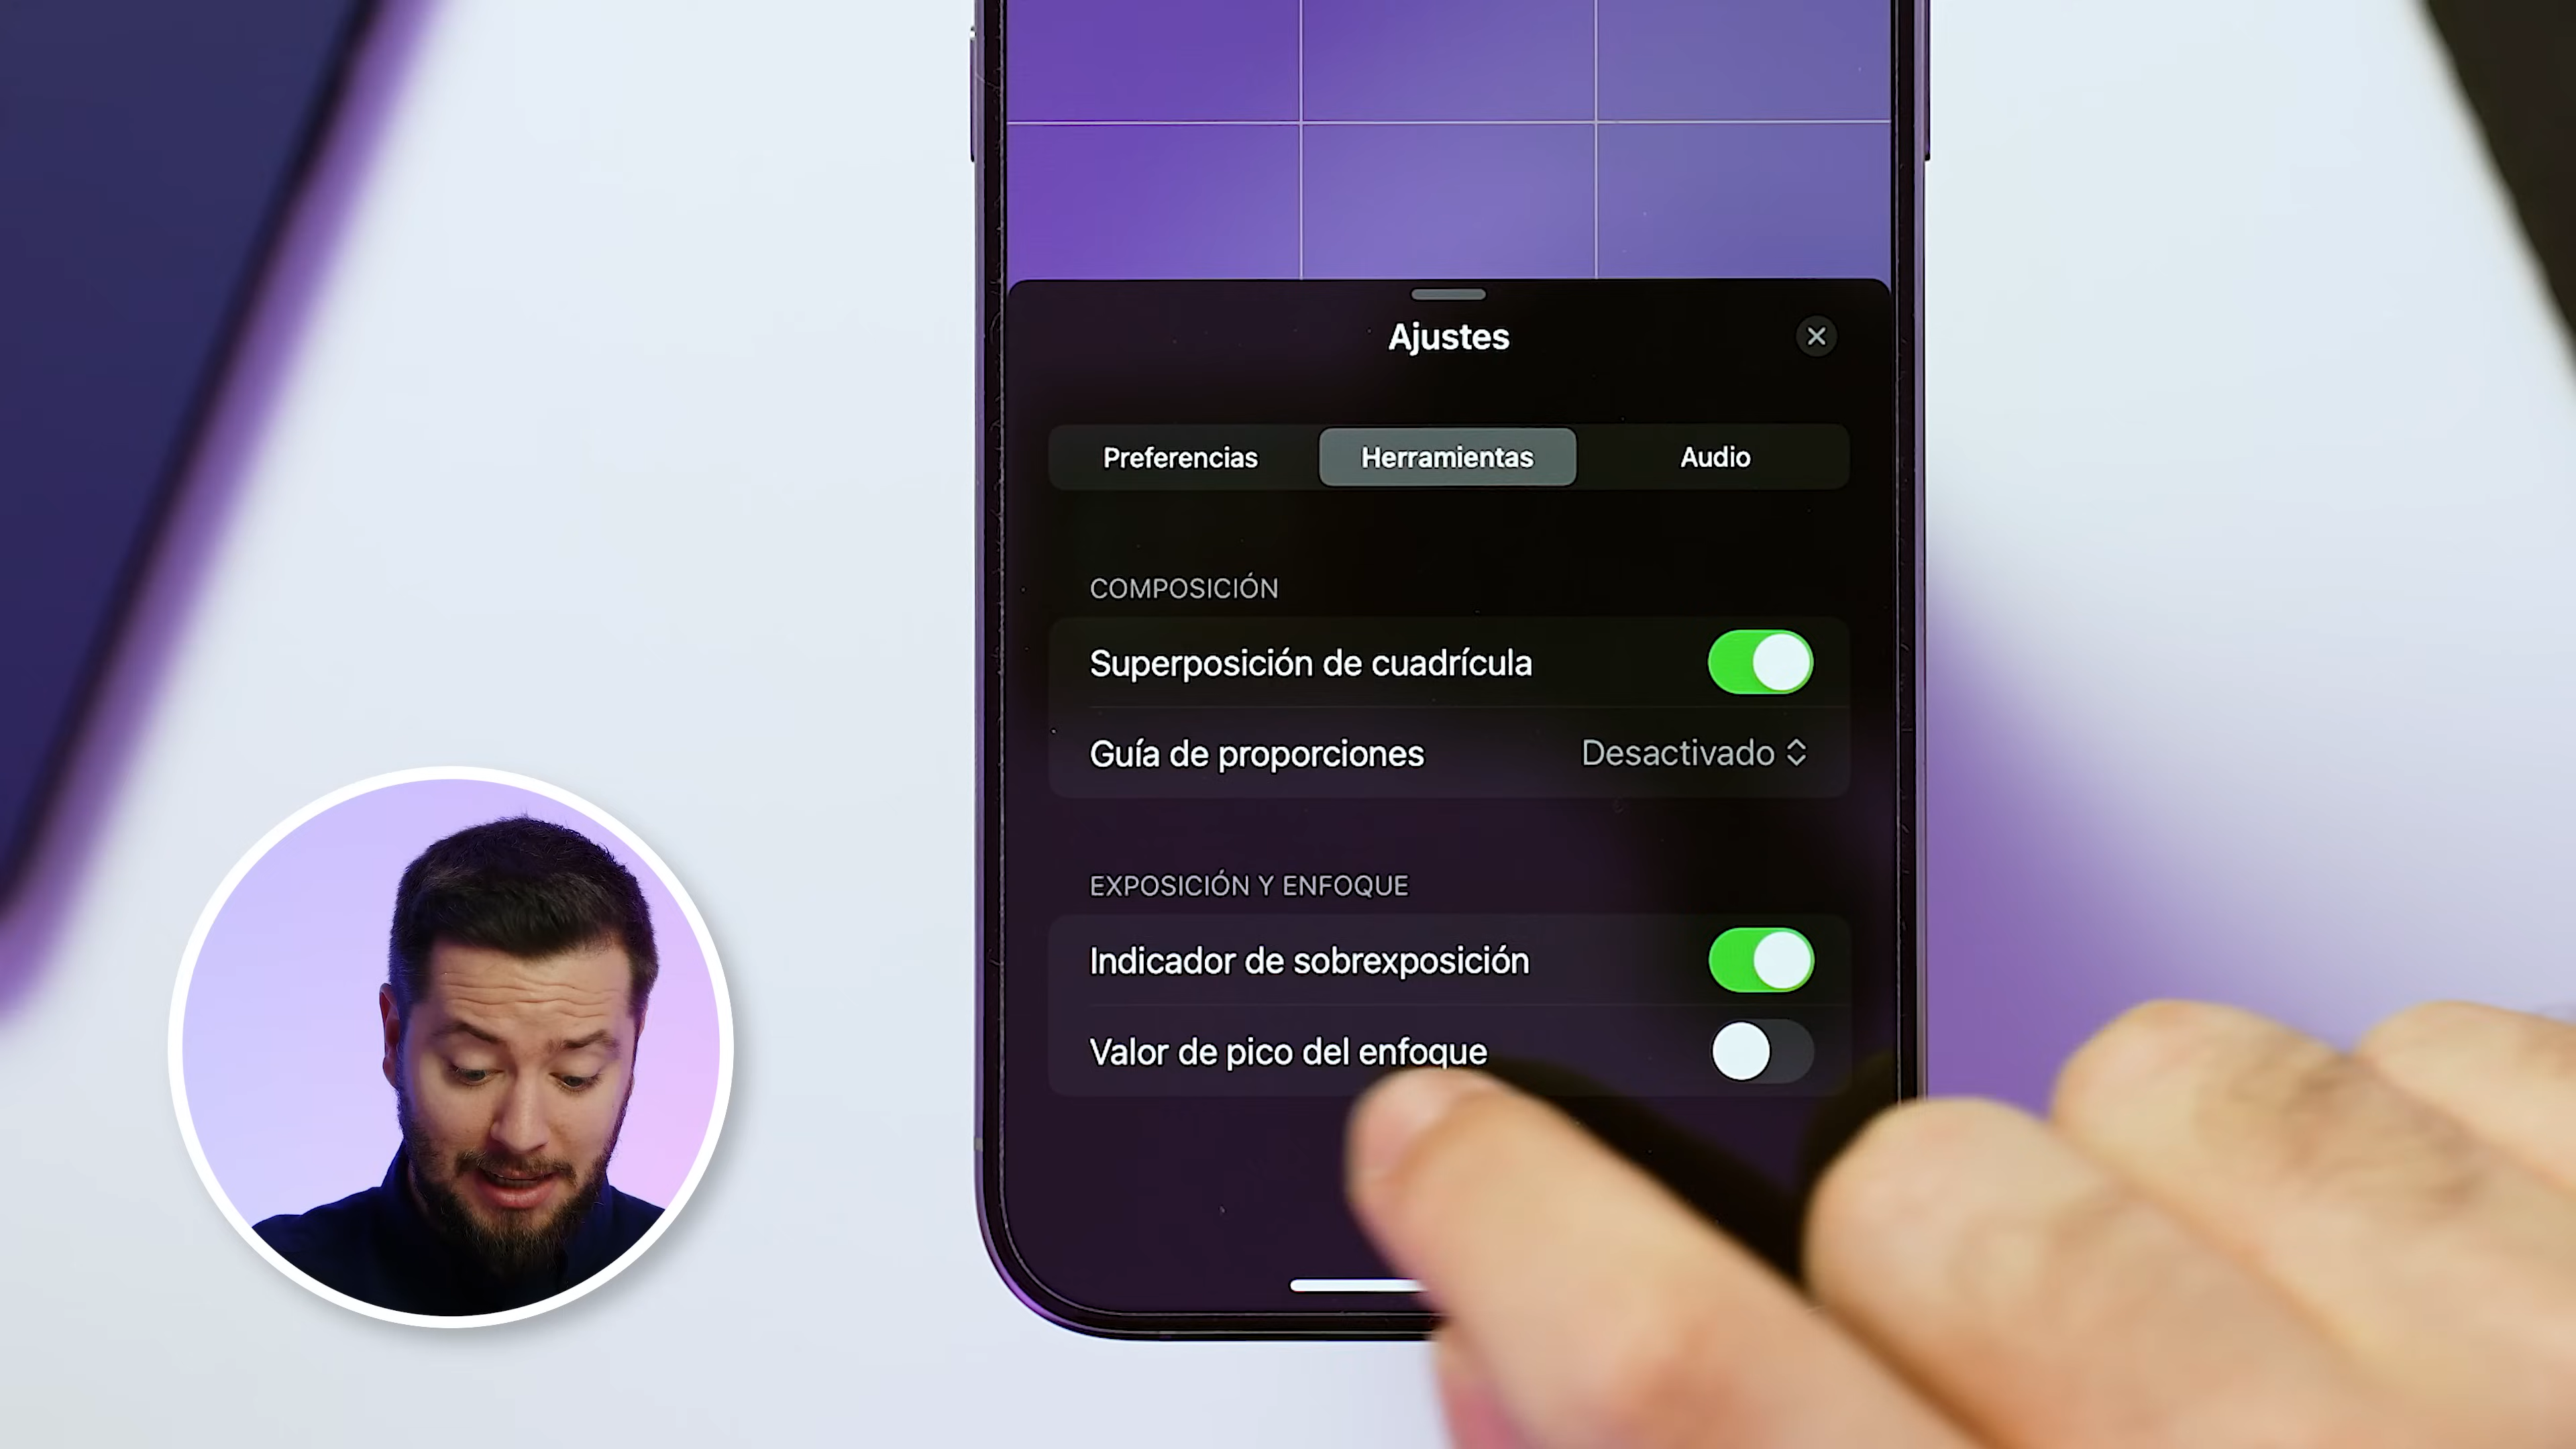 Ajustes
Preferencias Herramientas Audio
COMPOSICIÓN
Superposición de cuadrícula
Guía de proporciones Desactivado
EXPOSICIÓN Y ENFOQUE
Indicador de sobrexposición
Valor de pico del enfoque